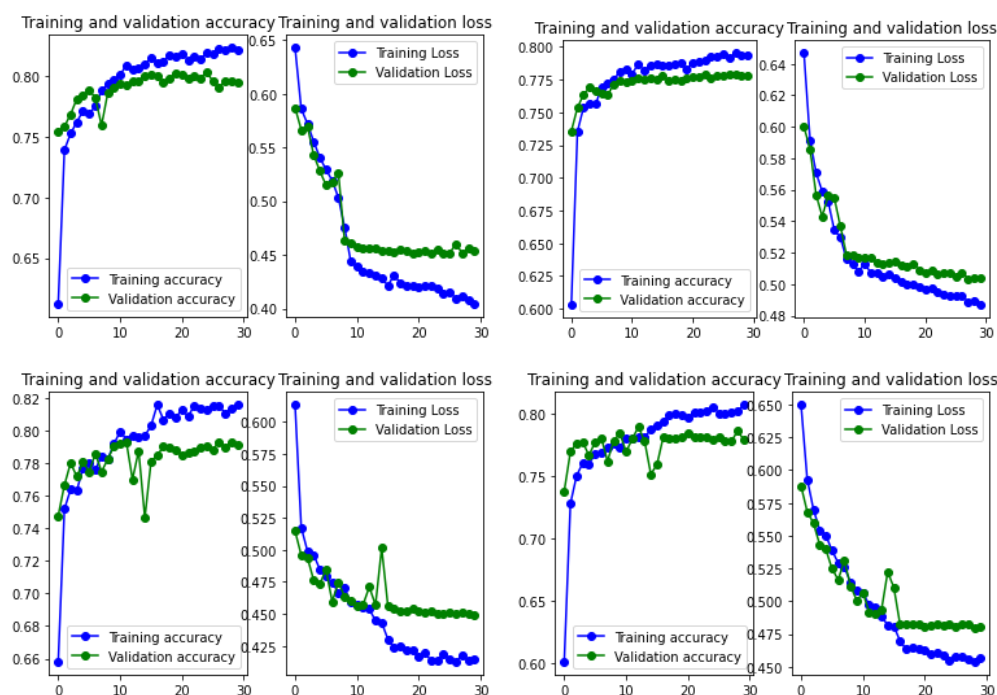 Training and validation accuracy
Training and validation loss
Training and validation accuracy
Training and validation loss
0.80
0.75
0.70
0.65
Training accuracy
Validation accuracy
0 10 20 30
0.65
0.60
0.55
0.50
0.45
0.40
Training Loss
Validation Loss
0 10 20 30
0.800
0.775
0.750
0.725
0.700
0.675
0.650
0.625
0.600
Training accuracy
Validation accuracy
0 10 20 30
0.64
0.62
0.60
0.58
0.56
0.54
0.52
0.50
0.48
Training Loss
Validation Loss
0 10 20 30
Training and validation accuracy
Training and validation loss
Training and validation accuracy
Training and validation loss
0.82
0.80
0.78
0.76
0.74
0.72
0.70
0.68
0.66
Training accuracy
Validation accuracy
0 10 20 30
0.600
0.575
0.550
0.525
0.500
0.475
0.450
0.425
0.400
Training Loss
Validation Loss
0 10 20 30
0.80
0.75
0.70
0.65
0.60
Training accuracy
Validation accuracy
0 10 20 30
0.650
0.625
0.600
0.575
0.550
0.525
0.500
0.475
0.450
Training Loss
Validation Loss
0 10 20 30